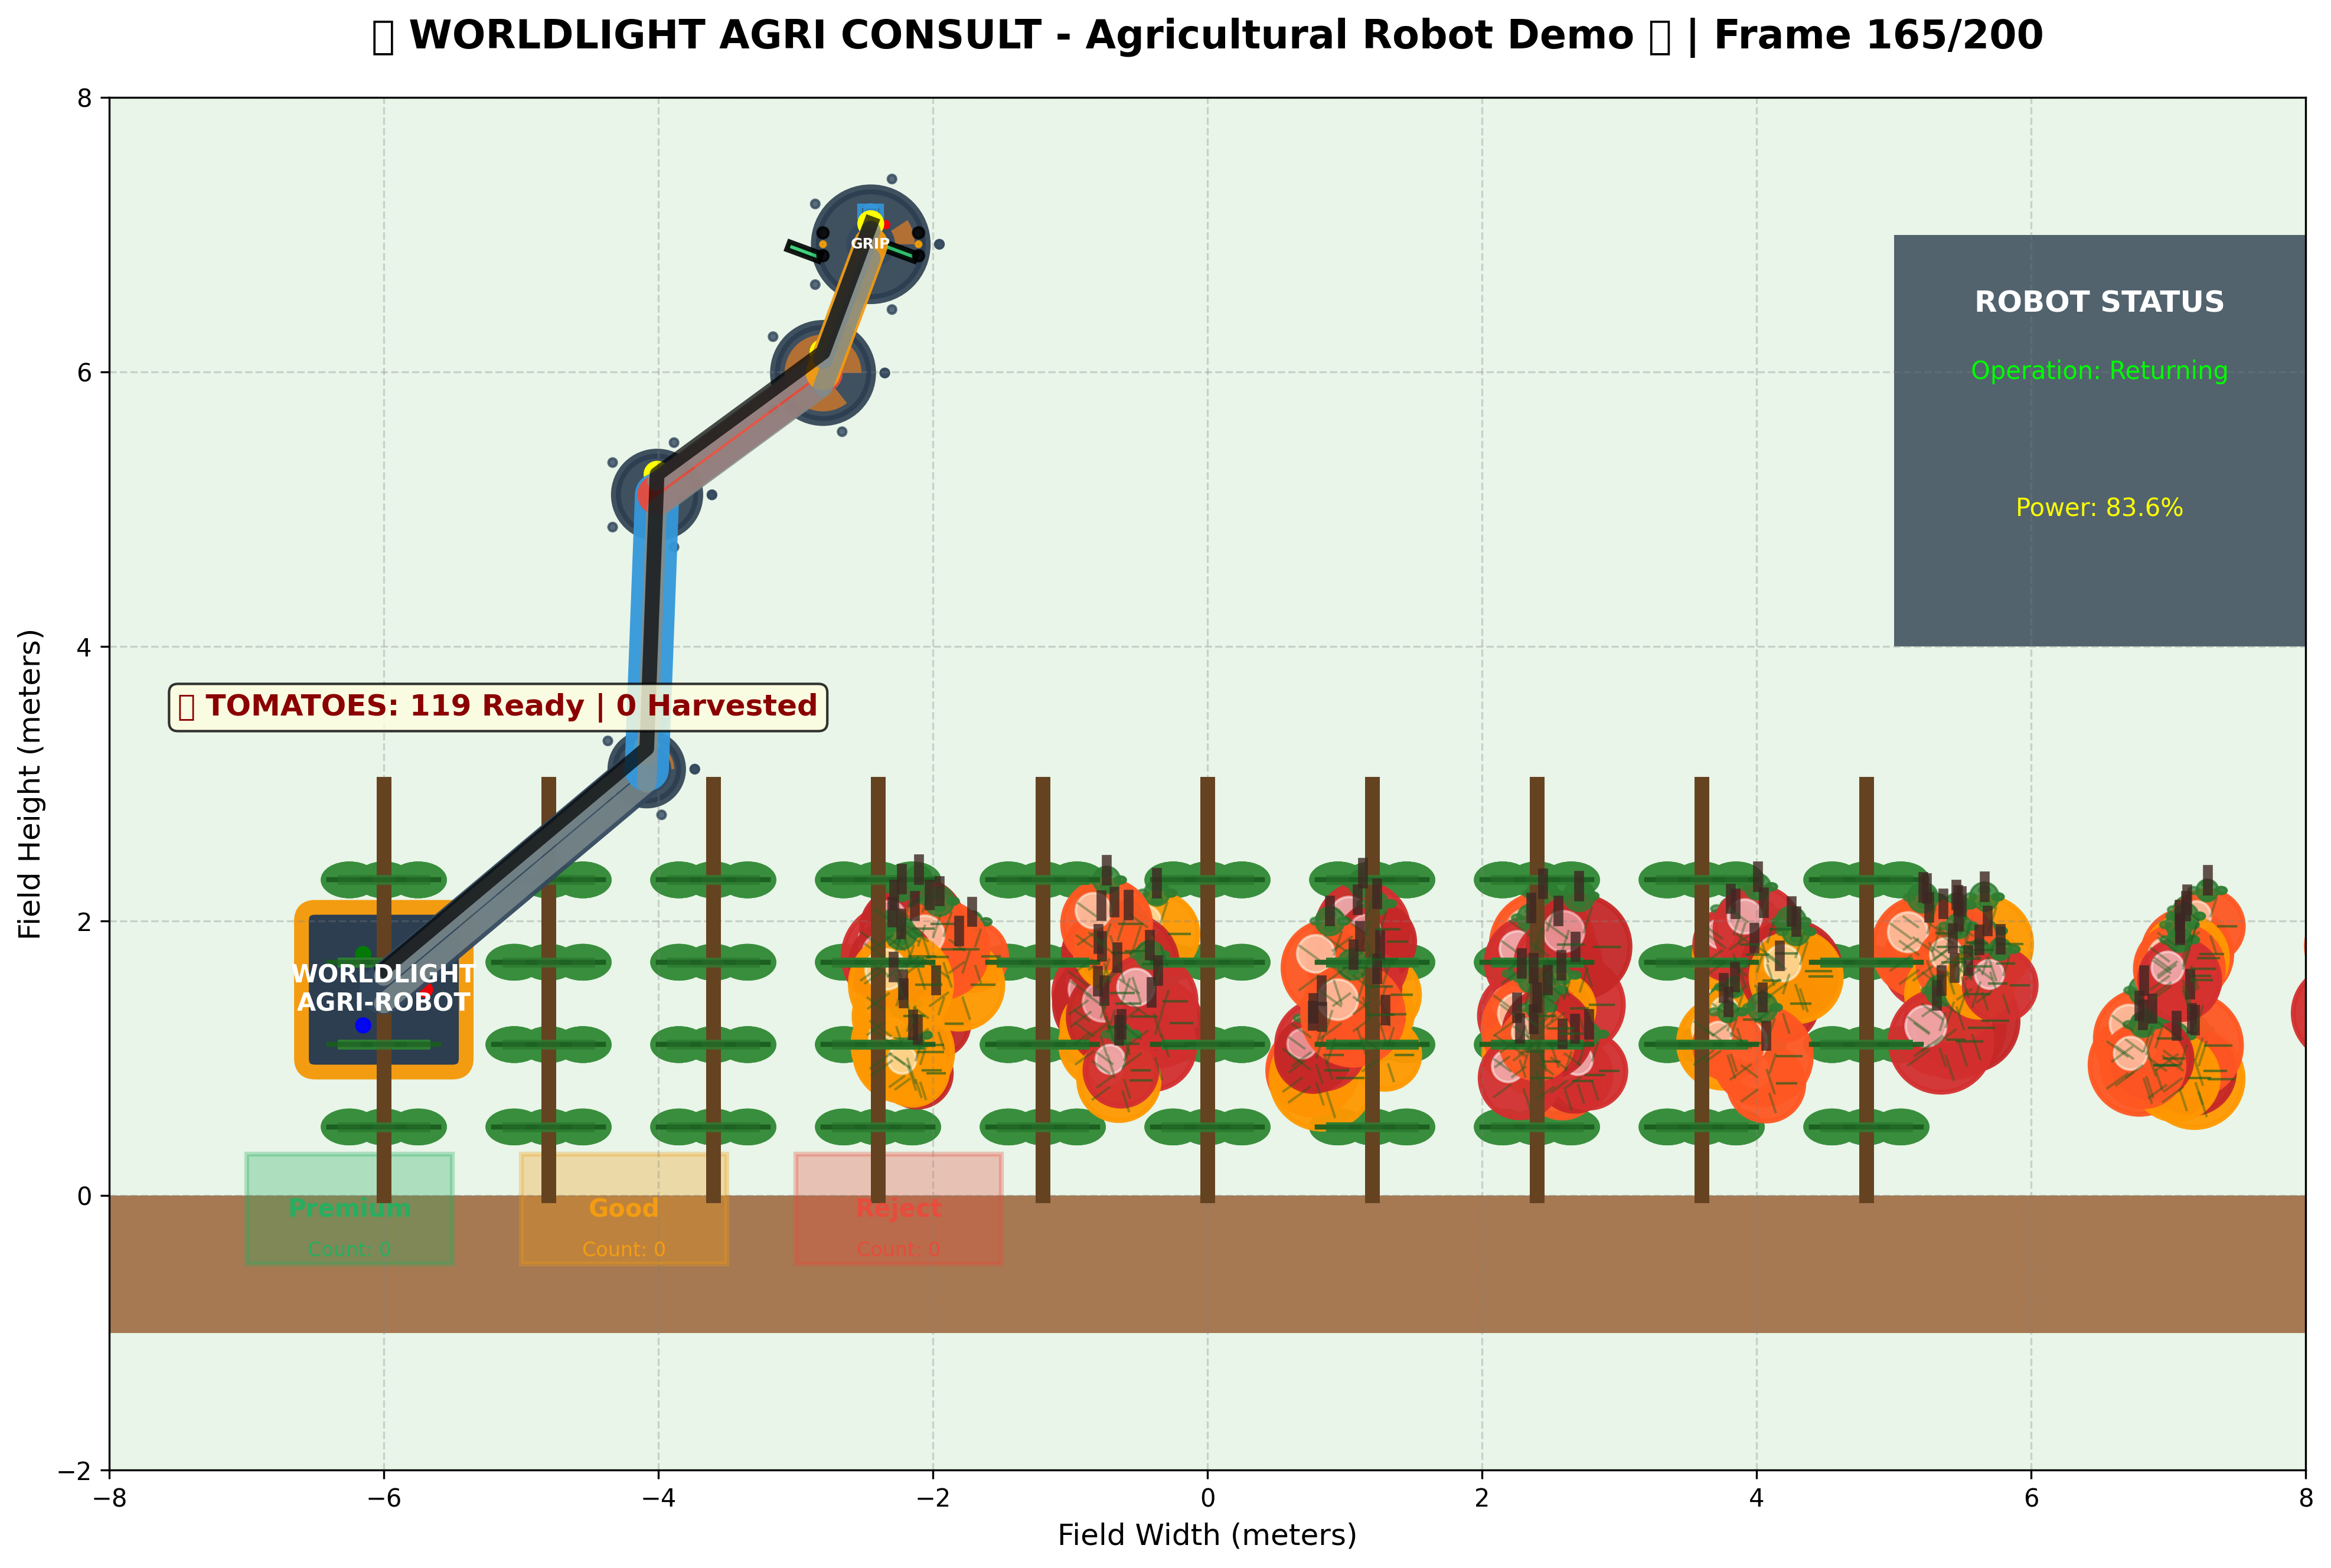 ▯ WORLDLIGHT AGRI CONSULT - Agricultural Robot Demo ▯ | Frame 165/200
8
6
4
2
0
−2
Field Height (meters)
GRIP
ROBOT STATUS
Operation: Returning
Power: 83.6%
▯ TOMATOES: 119 Ready | 0 Harvested
WORLDLIGHT
AGRI-ROBOT
Premium
Count: 0
Good
Count: 0
Reject
Count: 0
−8 −6 −4 −2 0 2 4 6 8
Field Width (meters)